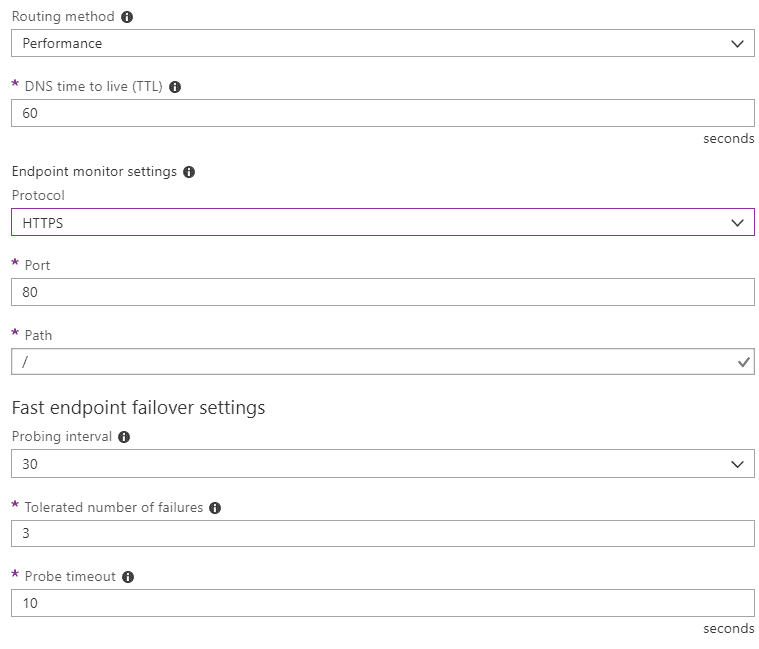 Routing method
Performance
* DNS time to live (TTL)
60
seconds
Endpoint monitor settings
Protocol
HTTPS
* Port
80
* Path
/
Fast endpoint failover settings
Probing interval
30
* Tolerated number of failures
3
* Probe timeout
10
seconds